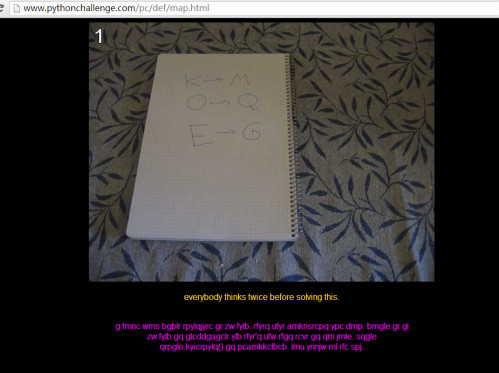 www.pythonchallenge.com/pc/def/map.html
1
K→M
O→Q
E→G
everybody thinks twice before solving this.
g fmnc wms bgblr rpylqjyrc gr zw fylb. rfyrq ufyr amknsrcpq ypc dmp. bmgle gr gl
zw fylb gq glcddgagclr ylb rfyr'q ufw rfgq rcvr gq qm jmle. sqgle
qrpgle.kyicrpylq() gq pcamkkclbcb. lmu ynnjw ml rfc spj.